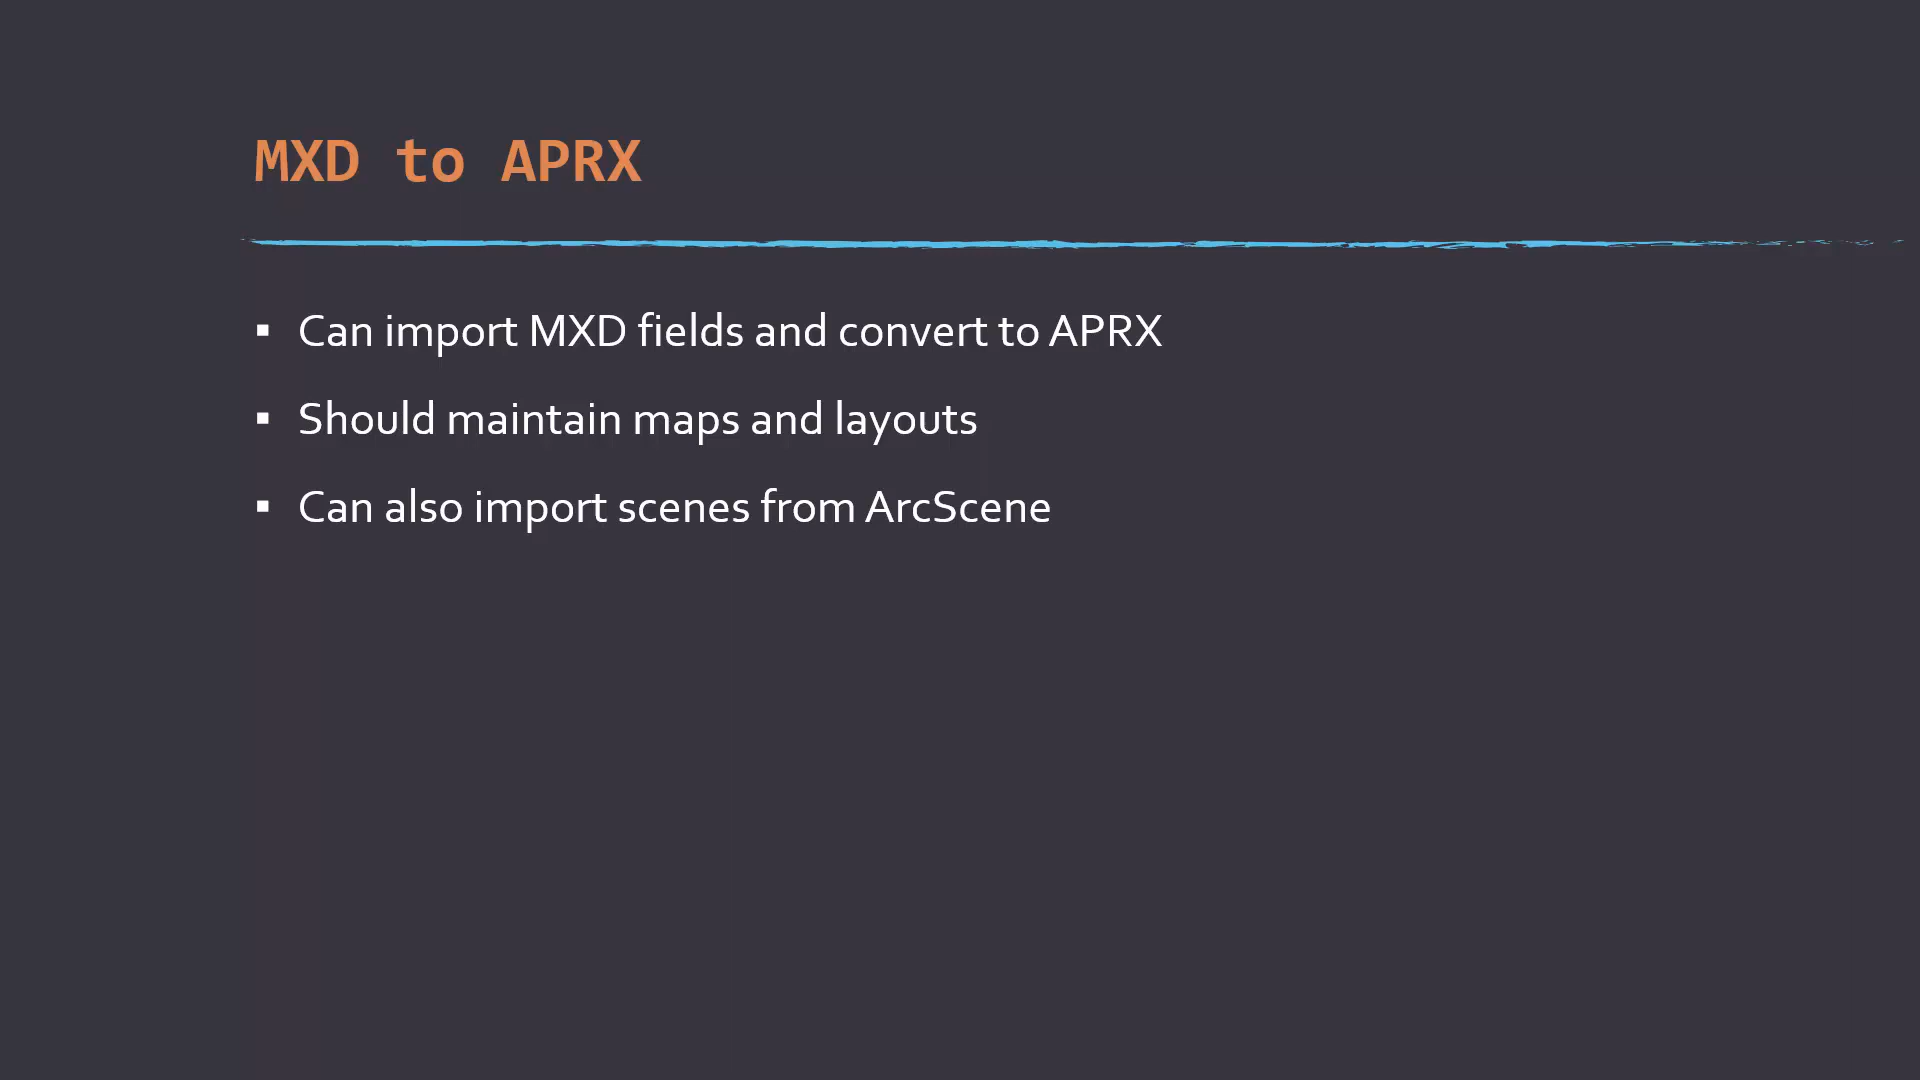 MXD to APRX
▪ Can import MXD fields and convert to APRX
▪ Should maintain maps and layouts
▪ Can also import scenes from ArcScene